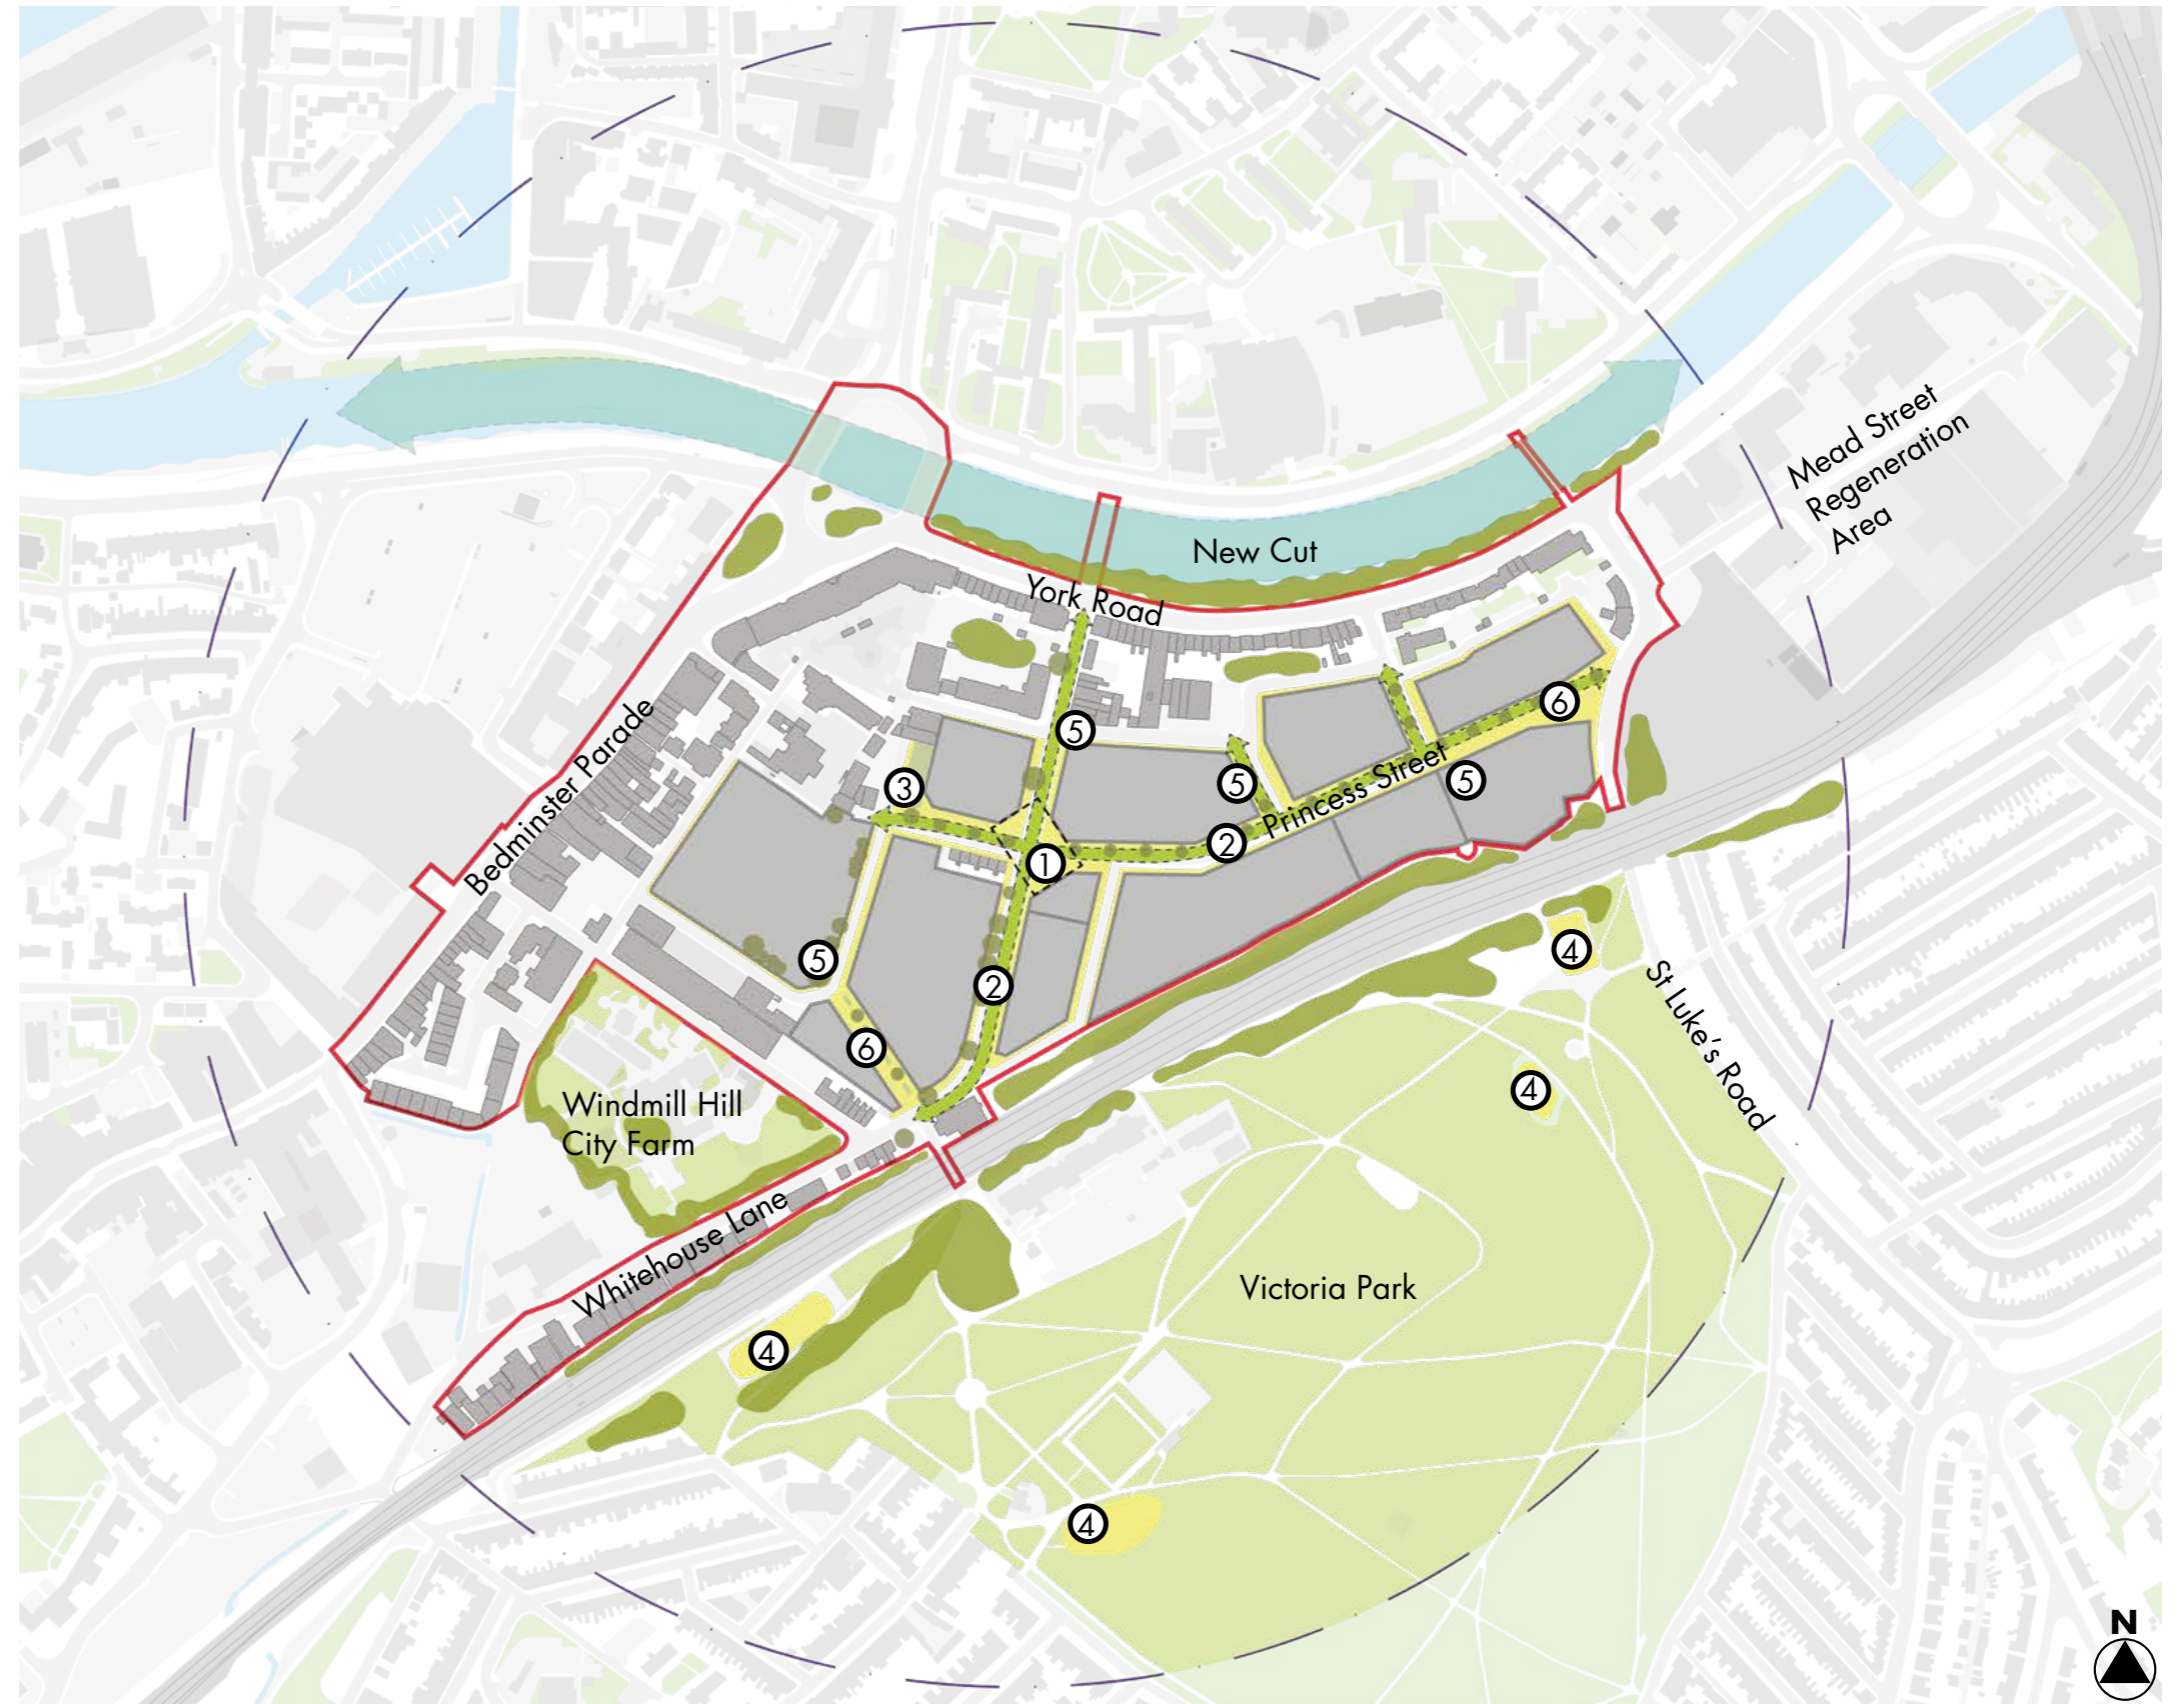 Mead Street
Regeneration
Area
New Cut
York Road
Bedminster Parade
3
5
5
Princess Street
5
6
2
1
5
2
6
4
St Luke's Road
4
Windmill Hill
City Farm
Whitehouse Lane
Victoria Park
4
4
N